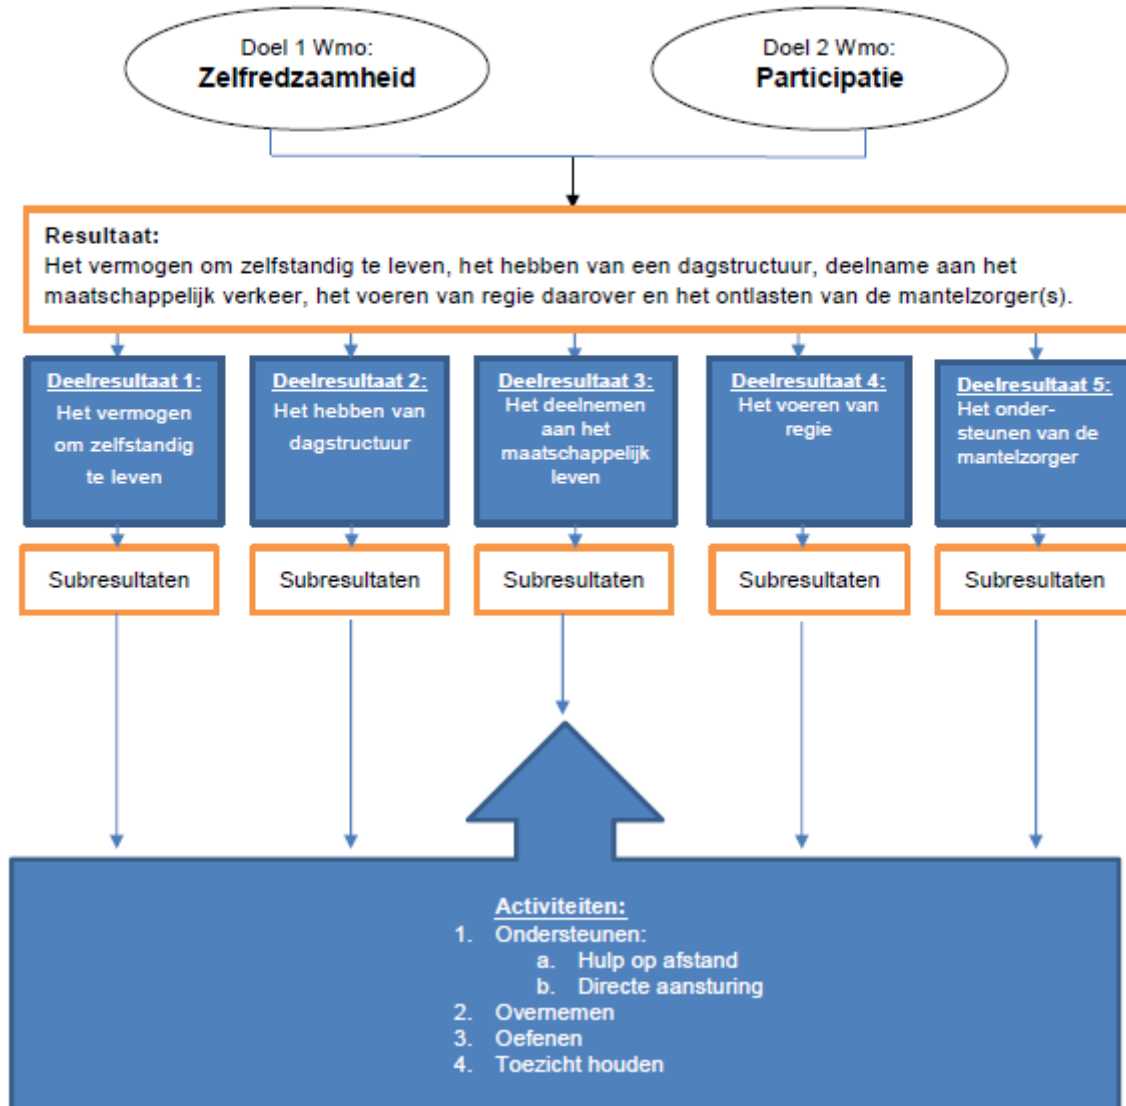 Doel 1 Wmo:
Zelfredzaamheid
Doel 2 Wmo:
Participatie
Resultaat:
Het vermogen om zelfstandig te leven, het hebben van een dagstructuur, deelname aan het
maatschappelijk verkeer, het voeren van regie daarover en het ontlasten van de mantelzorger(s).
Deelresultaat 1:
Het vermogen
om zelfstandig
te leven
Deelresultaat 2:
Het hebben van
dagstructuur
Deelresultaat 3:
Het deelnemen
aan het
maatschappelijk
leven
Deelresultaat 4:
Het voeren van
regie
Deelresultaat 5:
Het onder-
steunen van de
mantelzorger
Subresultaten
Subresultaten
Subresultaten
Subresultaten
Subresultaten
Activiteiten:
1. Ondersteunen:
a. Hulp op afstand
b. Directe aansturing
2. Overnemen
3. Oefenen
4. Toezicht houden